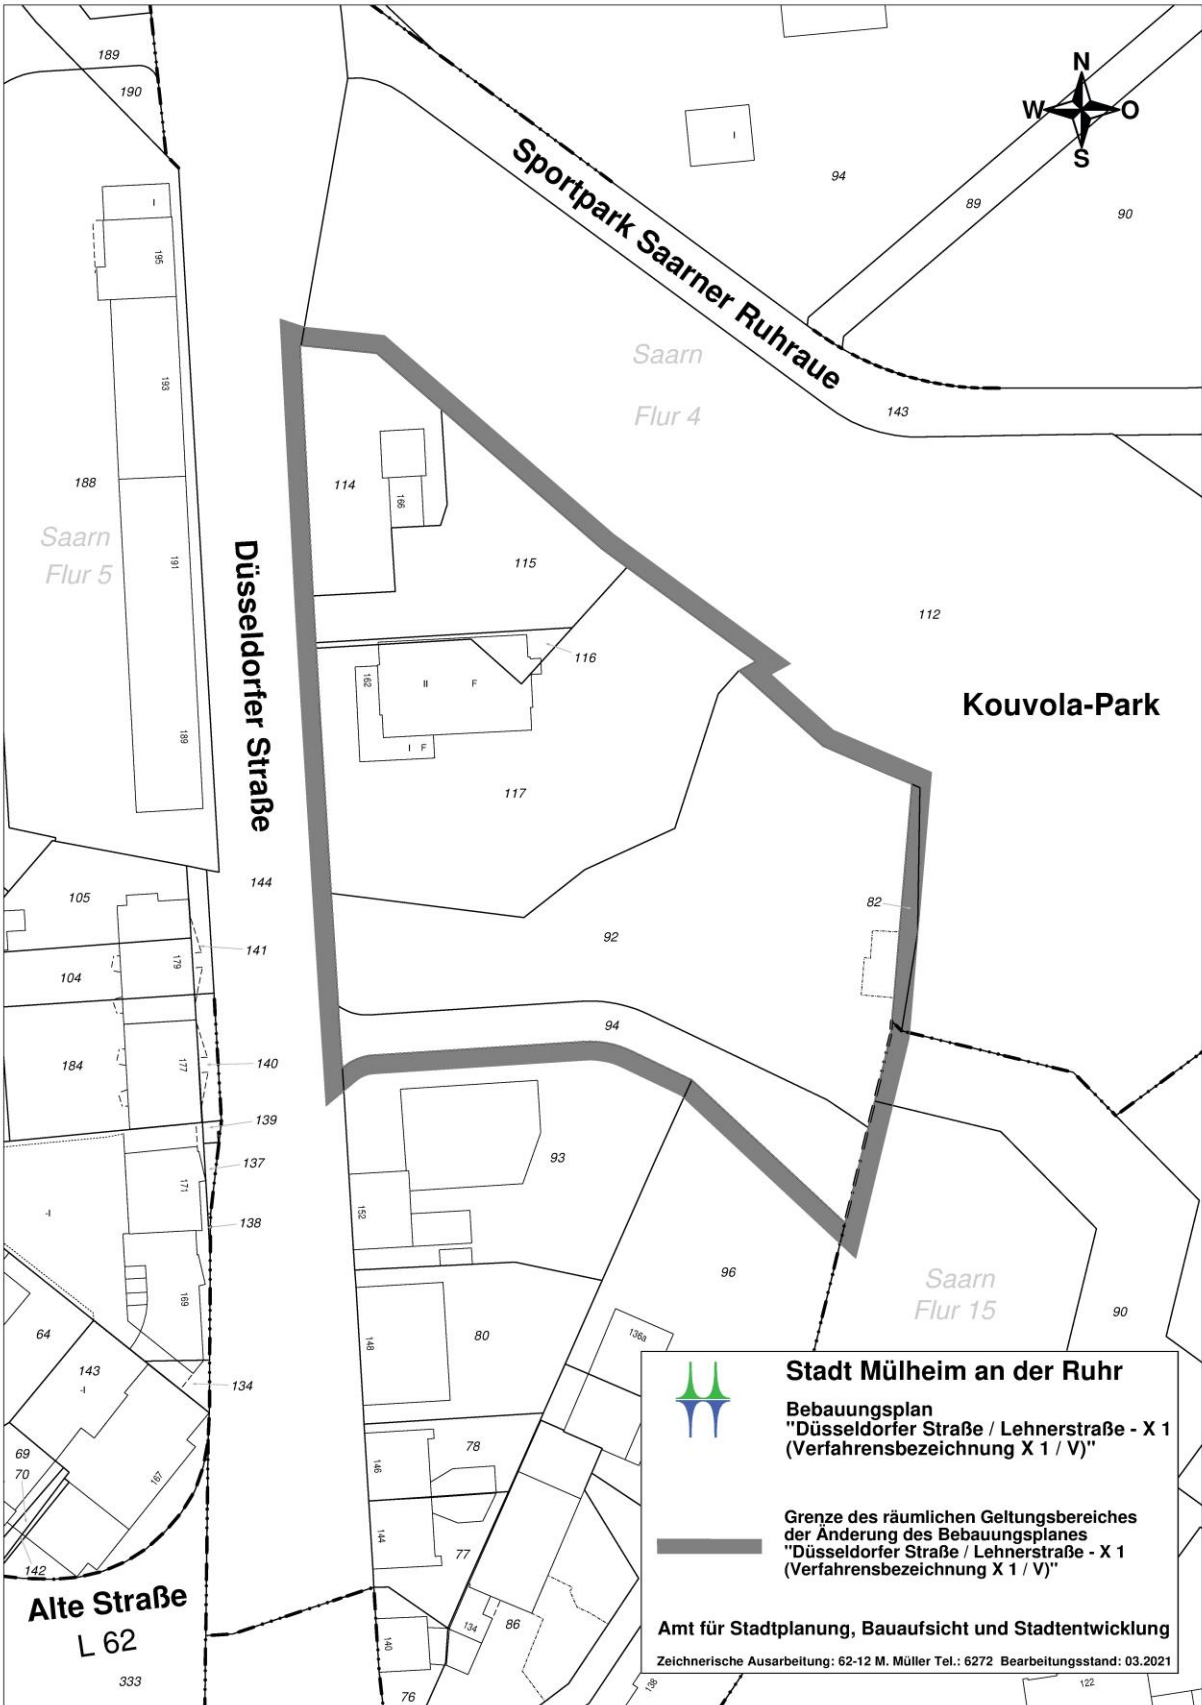 189
190
N
W
O
S
Sportpark Saarner Ruhraue
I
94
89
90
I
195
193
188
Saarn
Flur 5
191
189
Düsseldorfer Straße
Saarn
Flur 4
143
114
166
115
116
162
II
F
I F
117
112
Kouvola-Park
105
144
141
104
179
92
82
94
184
177
140
139
137
171
138
-I
169
93
152
96
Saarn
Flur 15
90
64
143
-I
134
148
80
136a
69
70
167
146
78
144
77
142
Alte Straße
L 62
333
140
134
86
76
138
122
Stadt Mülheim an der Ruhr
Bebauungsplan
"Düsseldorfer Straße / Lehnerstraße - X 1
(Verfahrensbezeichnung X 1 / V)"
Grenze des räumlichen Geltungsbereiches
der Änderung des Bebauungsplanes
"Düsseldorfer Straße / Lehnerstraße - X 1
(Verfahrensbezeichnung X 1 / V)"
Amt für Stadtplanung, Bauaufsicht und Stadtentwicklung
Zeichnerische Ausarbeitung: 62-12 M. Müller Tel.: 6272 Bearbeitungsstand: 03.2021